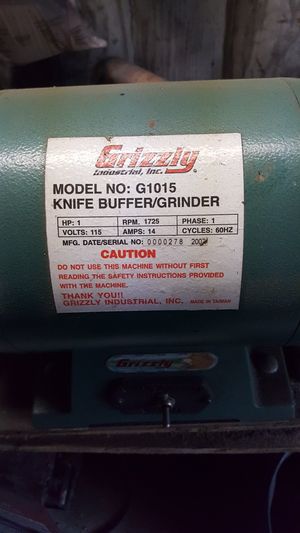 Grizzly
Industrial, Inc.
MODEL NO: G1015
KNIFE BUFFER/GRINDER
HP: 1 RPM. 1725 PHASE: 1
VOLTS: 115 AMPS: 14 CYCLES: 60HZ
MFG. DATE/SERIAL NO: 0000278
CAUTION
DO NOT USE THIS MACHINE WITHOUT FIRST
READING THE SAFETY INSTRUCTIONS PROVIDED
WITH THE MACHINE.
THANK YOU!!
GRIZZLY INDUSTRIAL, INC. MADE IN TAIWAN
Grizzly